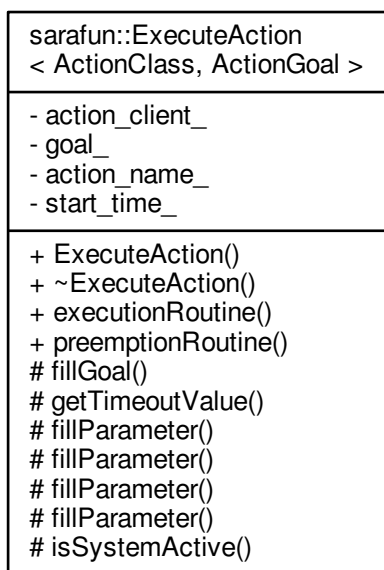 sarafun::ExecuteAction
< ActionClass, ActionGoal >
- action_client_
- goal_
- action_name_
- start_time_
+ ExecuteAction()
+ ~ExecuteAction()
+ executionRoutine()
+ preemptionRoutine()
# fillGoal()
# getTimeoutValue()
# fillParameter()
# fillParameter()
# fillParameter()
# fillParameter()
# isSystemActive()